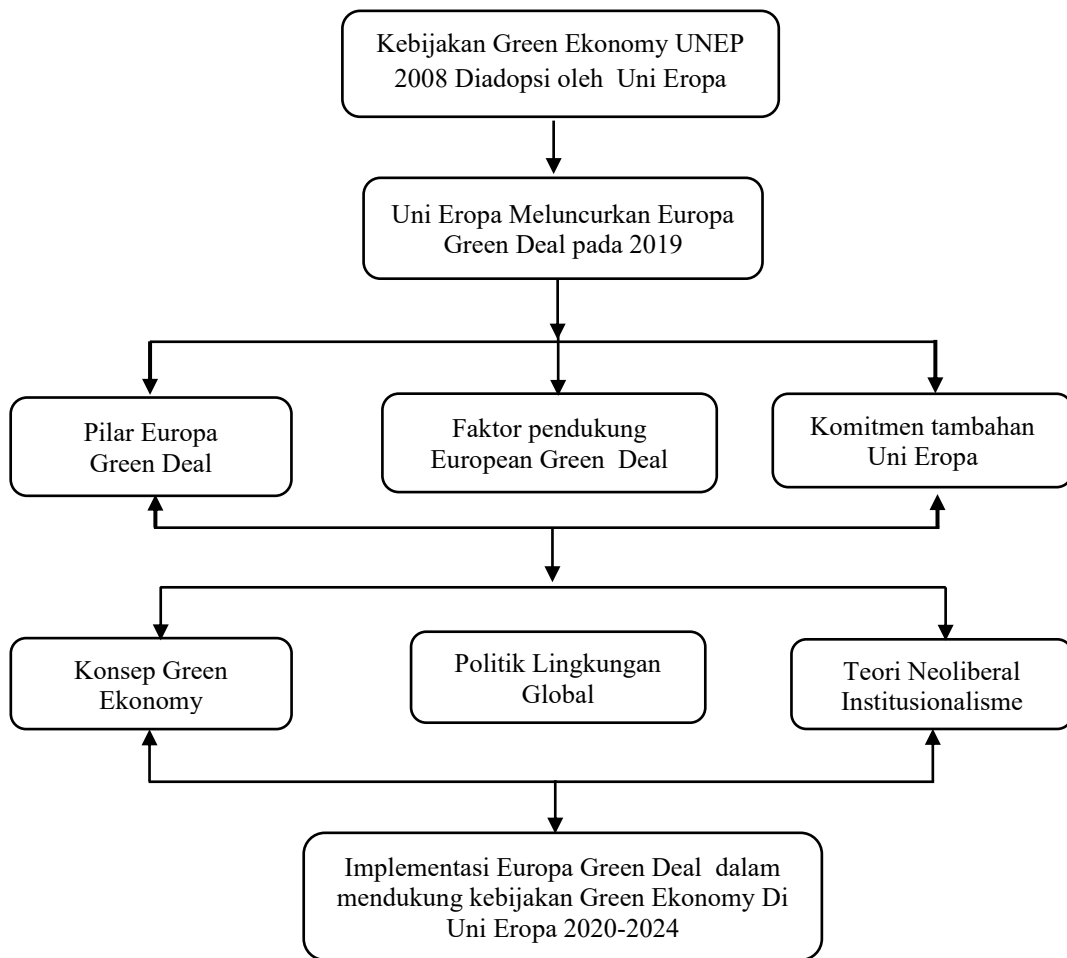 Kebijakan Green Ekonomy UNEP
2008 Diadopsi oleh Uni Eropa
Uni Eropa Meluncurkan Europa
Green Deal pada 2019
Pilar Europa
Green Deal
Faktor pendukung
European Green Deal
Komitmen tambahan
Uni Eropa
Konsep Green
Ekonomy
Politik Lingkungan
Global
Teori Neoliberal
Institusionalisme
Implementasi Europa Green Deal dalam
mendukung kebijakan Green Ekonomy Di
Uni Eropa 2020-2024